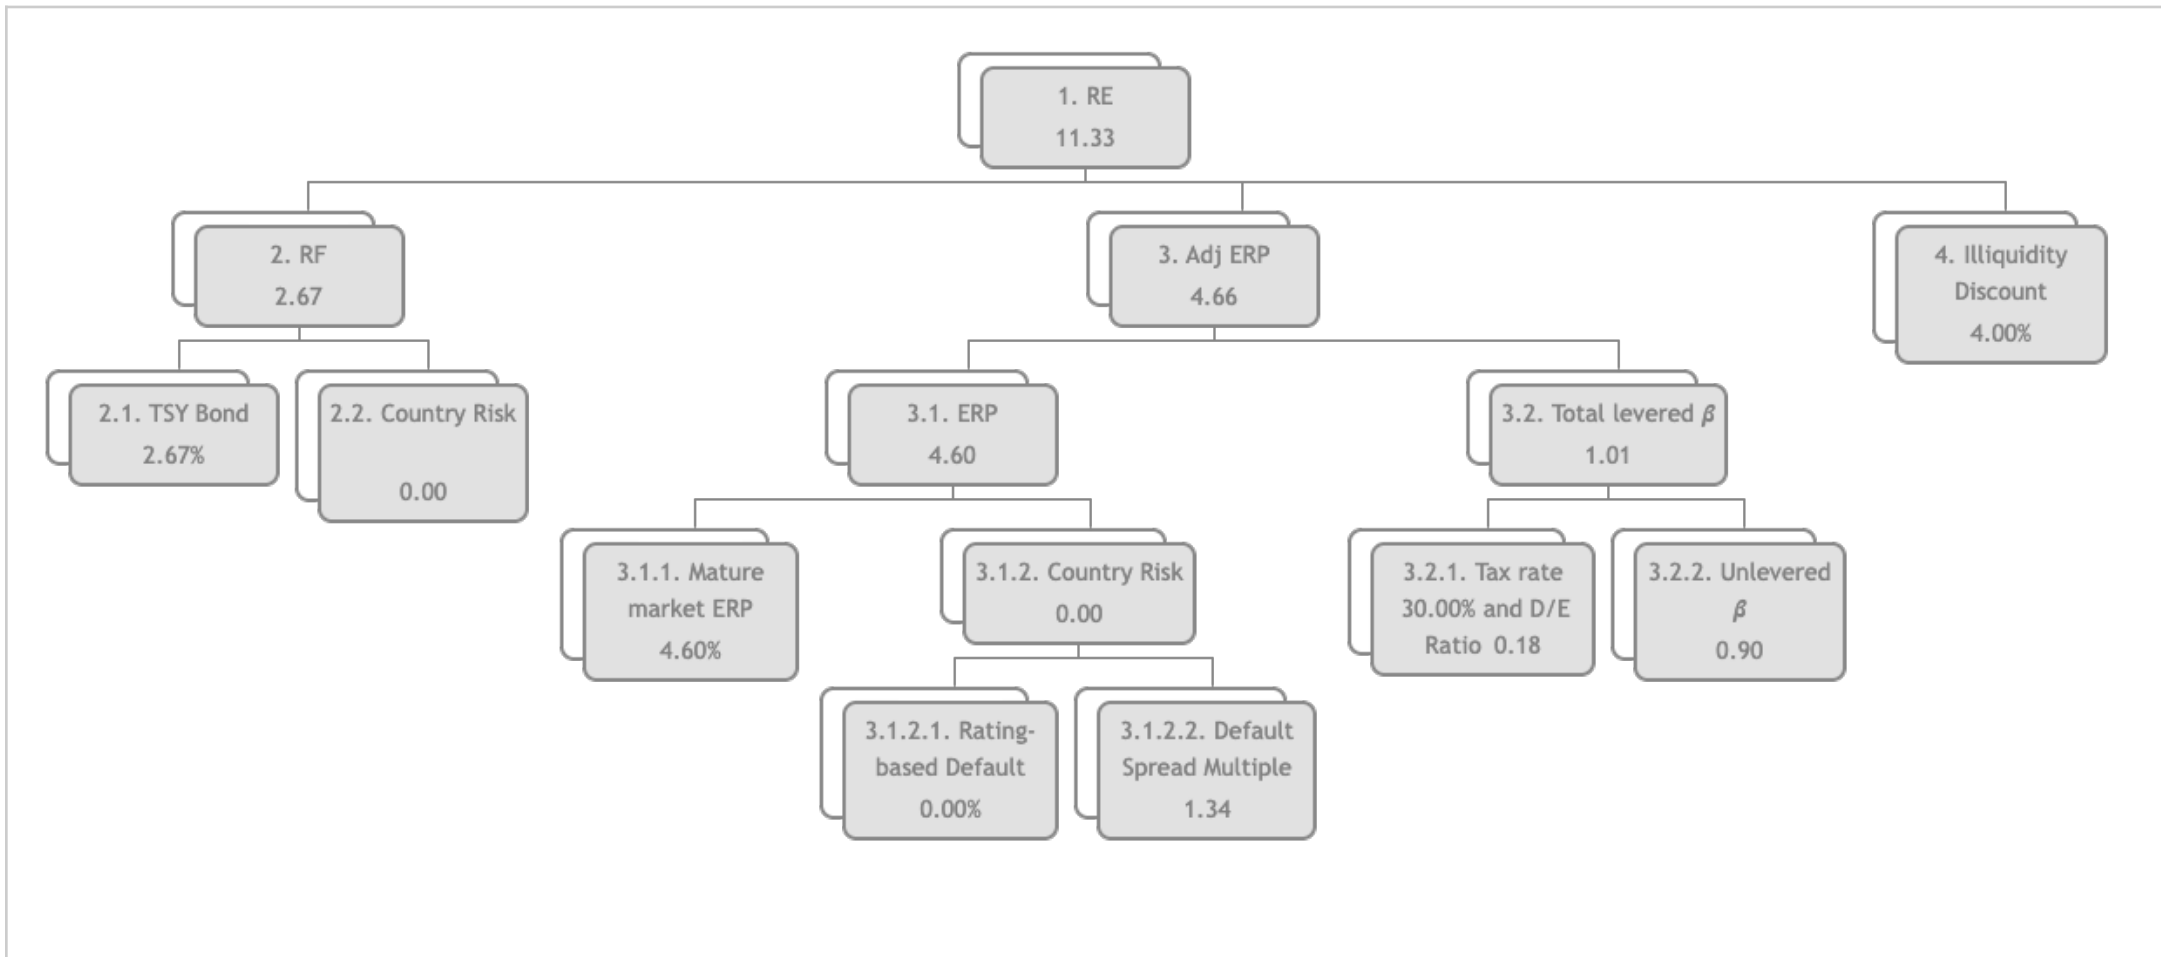 1. RE
11.33
2. RF
2.67
3. Adj ERP
4.66
4. Illiquidity
Discount
4.00%
2.1. TSY Bond
2.67%
2.2. Country Risk
0.00
3.1. ERP
4.60
3.2. Total levered β
1.01
3.1.1. Mature
market ERP
4.60%
3.1.2. Country Risk
0.00
3.2.1. Tax rate
30.00% and D/E
Ratio 0.18
3.2.2. Unlevered
β
0.90
3.1.2.1. Rating-
based Default
0.00%
3.1.2.2. Default
Spread Multiple
1.34